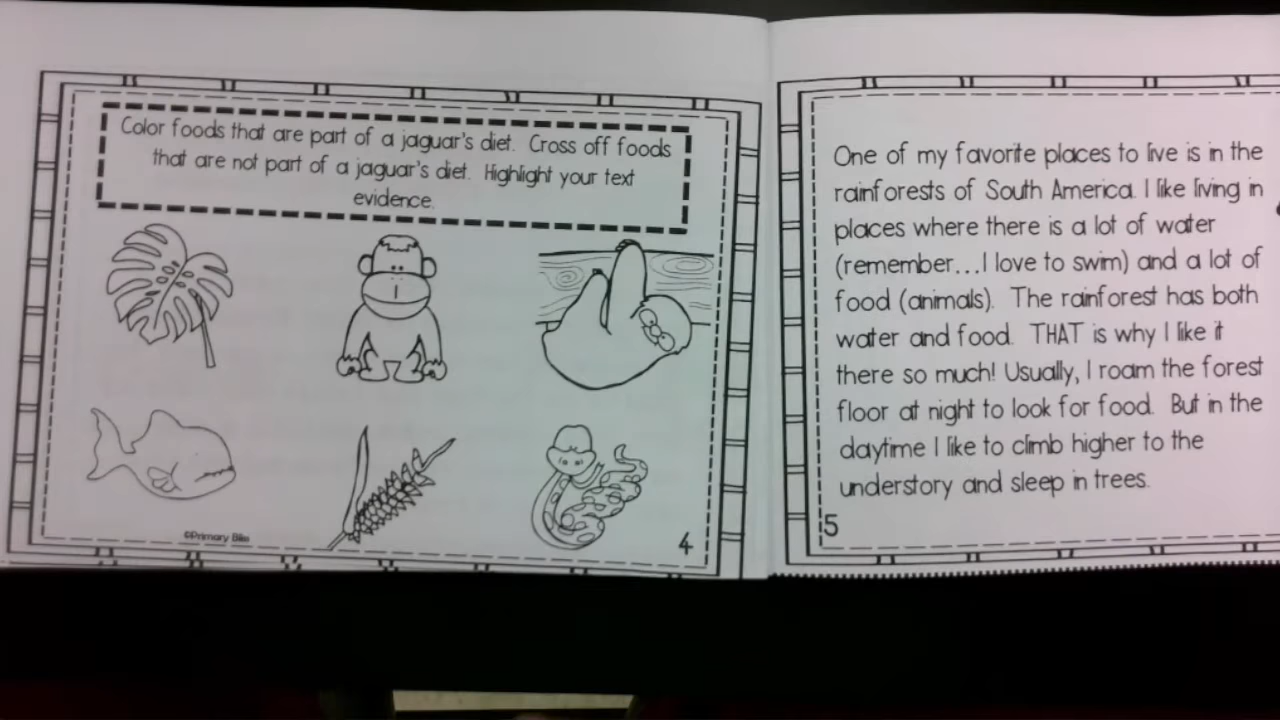 Color foods that are part of a jaguar's diet. Cross off foods
that are not part of a jaguar's diet. Highlight your text
evidence.
©Primary Bliss
4
One of my favorite places to live is in the
rainforests of South America. I like living in
places where there is a lot of water
(remember...I love to swim) and a lot of
food (animals). The rainforest has both
water and food. THAT is why I like it
there so much! Usually, I roam the forest
floor at night to look for food. But in the
daytime I like to climb higher to the
understory and sleep in trees.
5